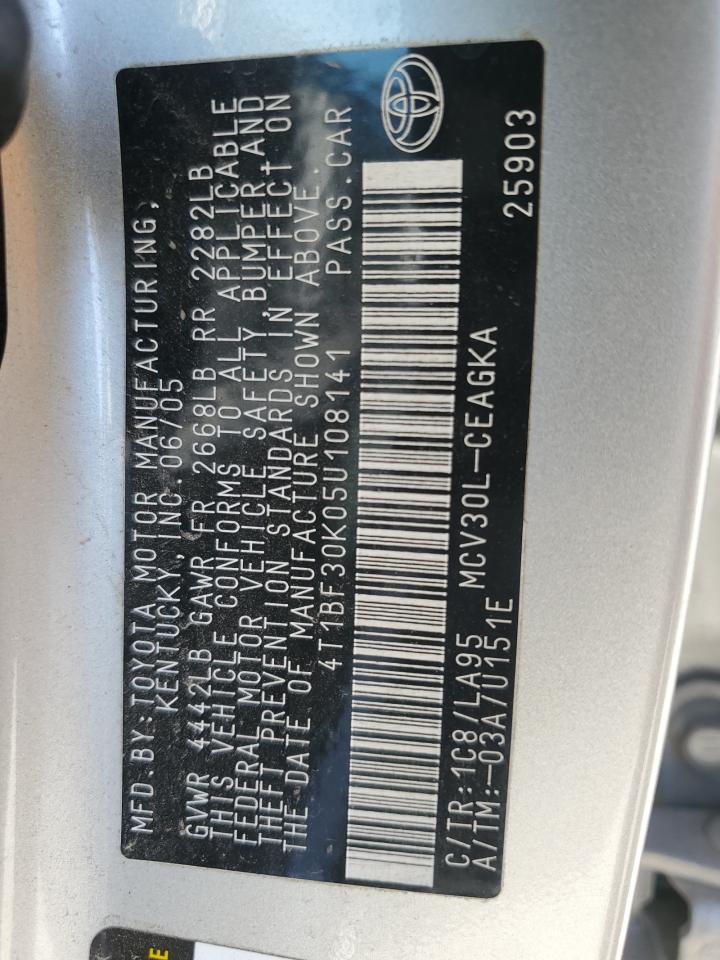 MFD.BY:TOYOTA MOTOR MANUFACTURING,
KENTUCKY, INC.06/05
GVWR 4442LB GAWR FR 2668LB RR 2282LB
THIS VEHICLE CONFORMS TO ALL APPLICABLE
FEDERAL MOTOR VEHICLE SAFETY,BUMPER,AND
THEFT PREVENTION STANDARDS IN EFFECT ON
THE DATE OF MANUFACTURE SHOWN ABOVE.
4T1BF30K05U108141 PASS.CAR
C/TR:1C8/LA95 MCV30L-CEAGKA
A/TM:-03A/U151E
25903
E